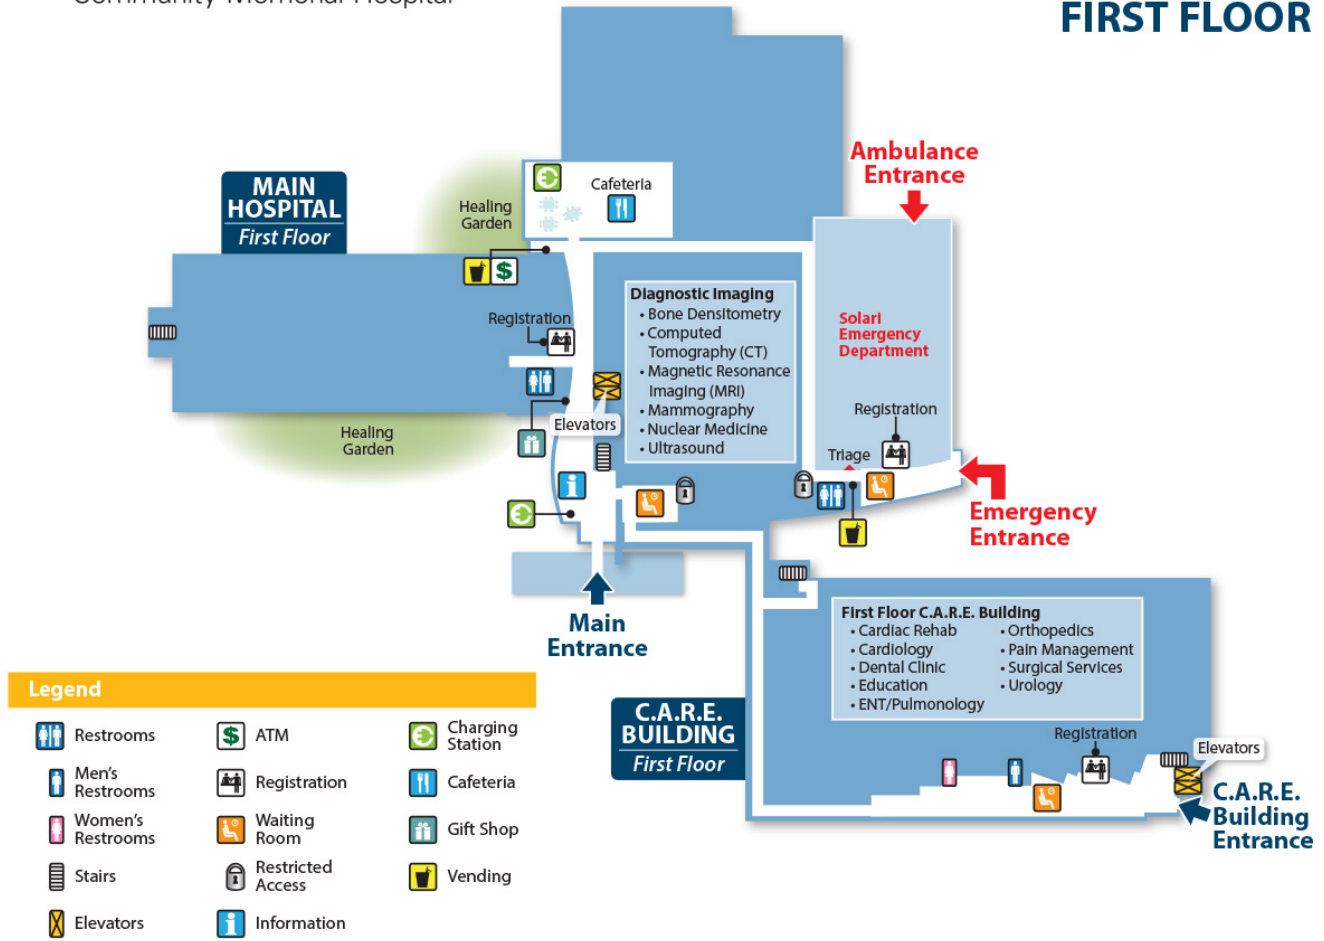 Community Memorial Hospital
FIRST FLOOR
Ambulance
Entrance
MAIN
HOSPITAL
First Floor
Healing
Garden
Cafeteria
Diagnostic Imaging
• Bone Densitometry
• Computed
Tomography (CT)
• Magnetic Resonance
Imaging (MRI)
• Mammography
• Nuclear Medicine
• Ultrasound
Solari
Emergency
Department
Registration
Registration
Elevators
Healing
Garden
Triage
Emergency
Entrance
Main
Entrance
First Floor C.A.R.E. Building
• Cardiac Rehab
• Cardiology
• Dental Clinic
• Education
• ENT/Pulmonology
• Orthopedics
• Pain Management
• Surgical Services
• Urology
C.A.R.E.
BUILDING
First Floor
Registration
Elevators
C.A.R.E.
Building
Entrance
Legend
Restrooms
Men's
Restrooms
Women's
Restrooms
Stairs
Elevators
$ ATM
Registration
Waiting
Room
Restricted
Access
i Information
Charging
Station
Cafeteria
Gift Shop
Vending
$
i